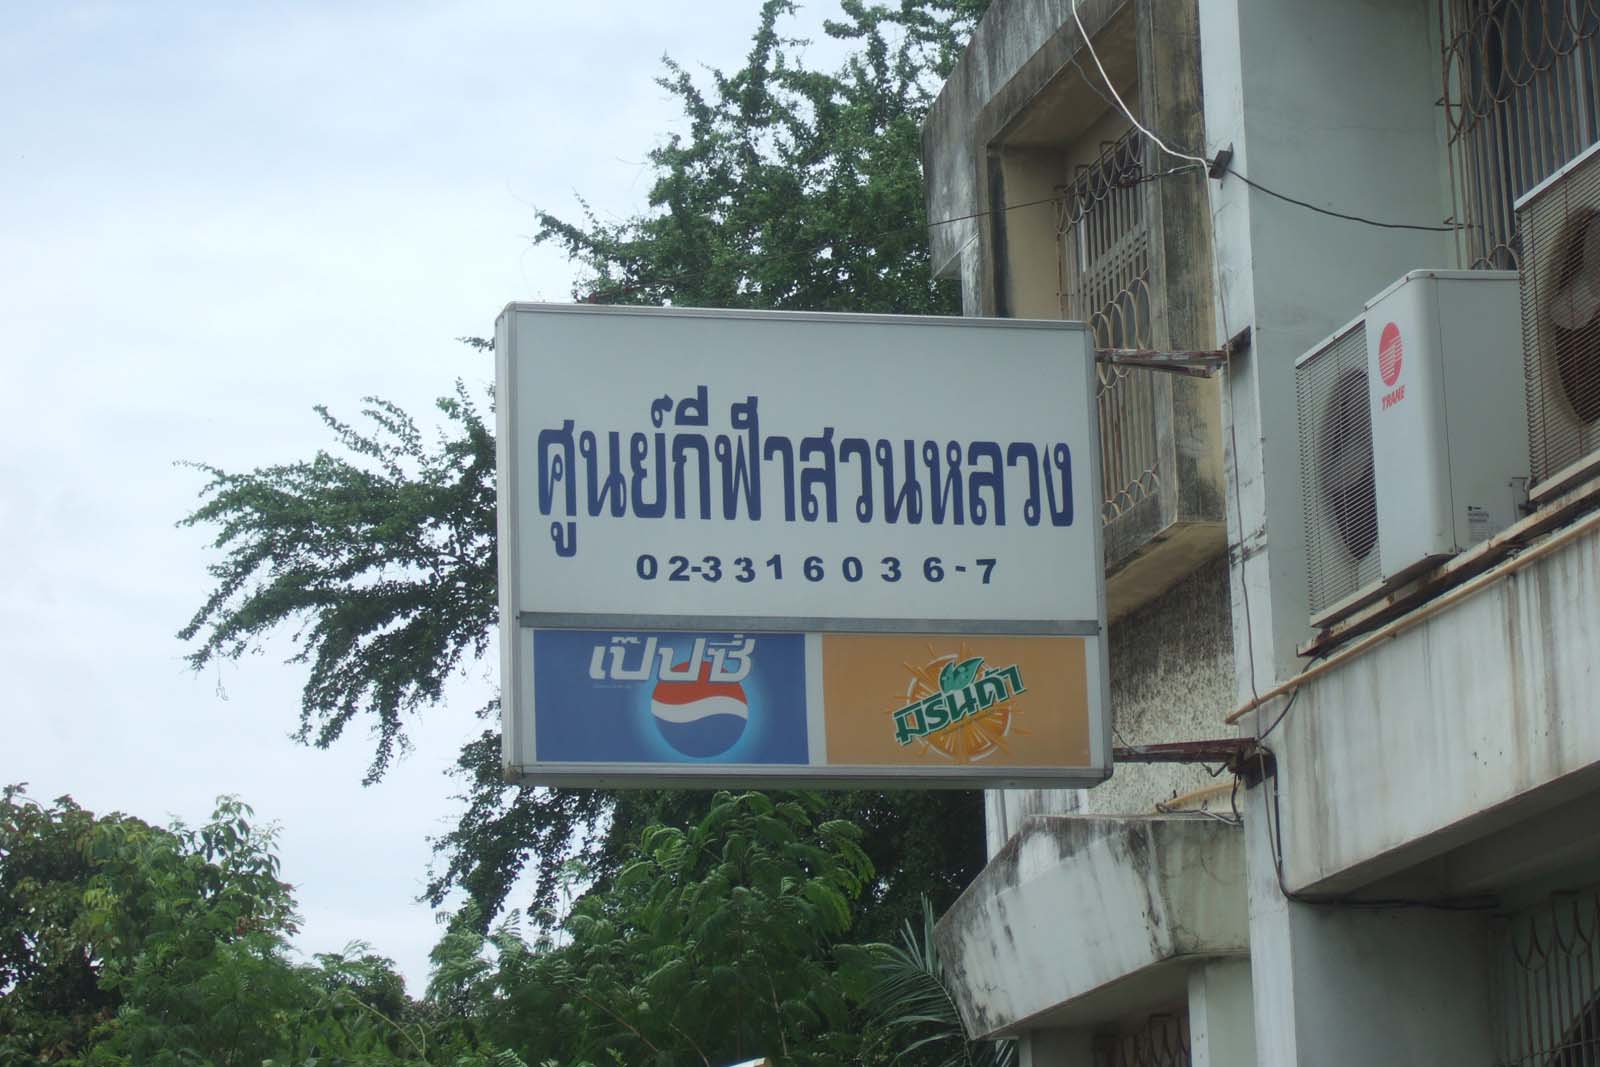 ศูนย์กีฬาสวนหลวง
02-3316036-7
เป๊ปซี่
มิรินด้า
TRANE